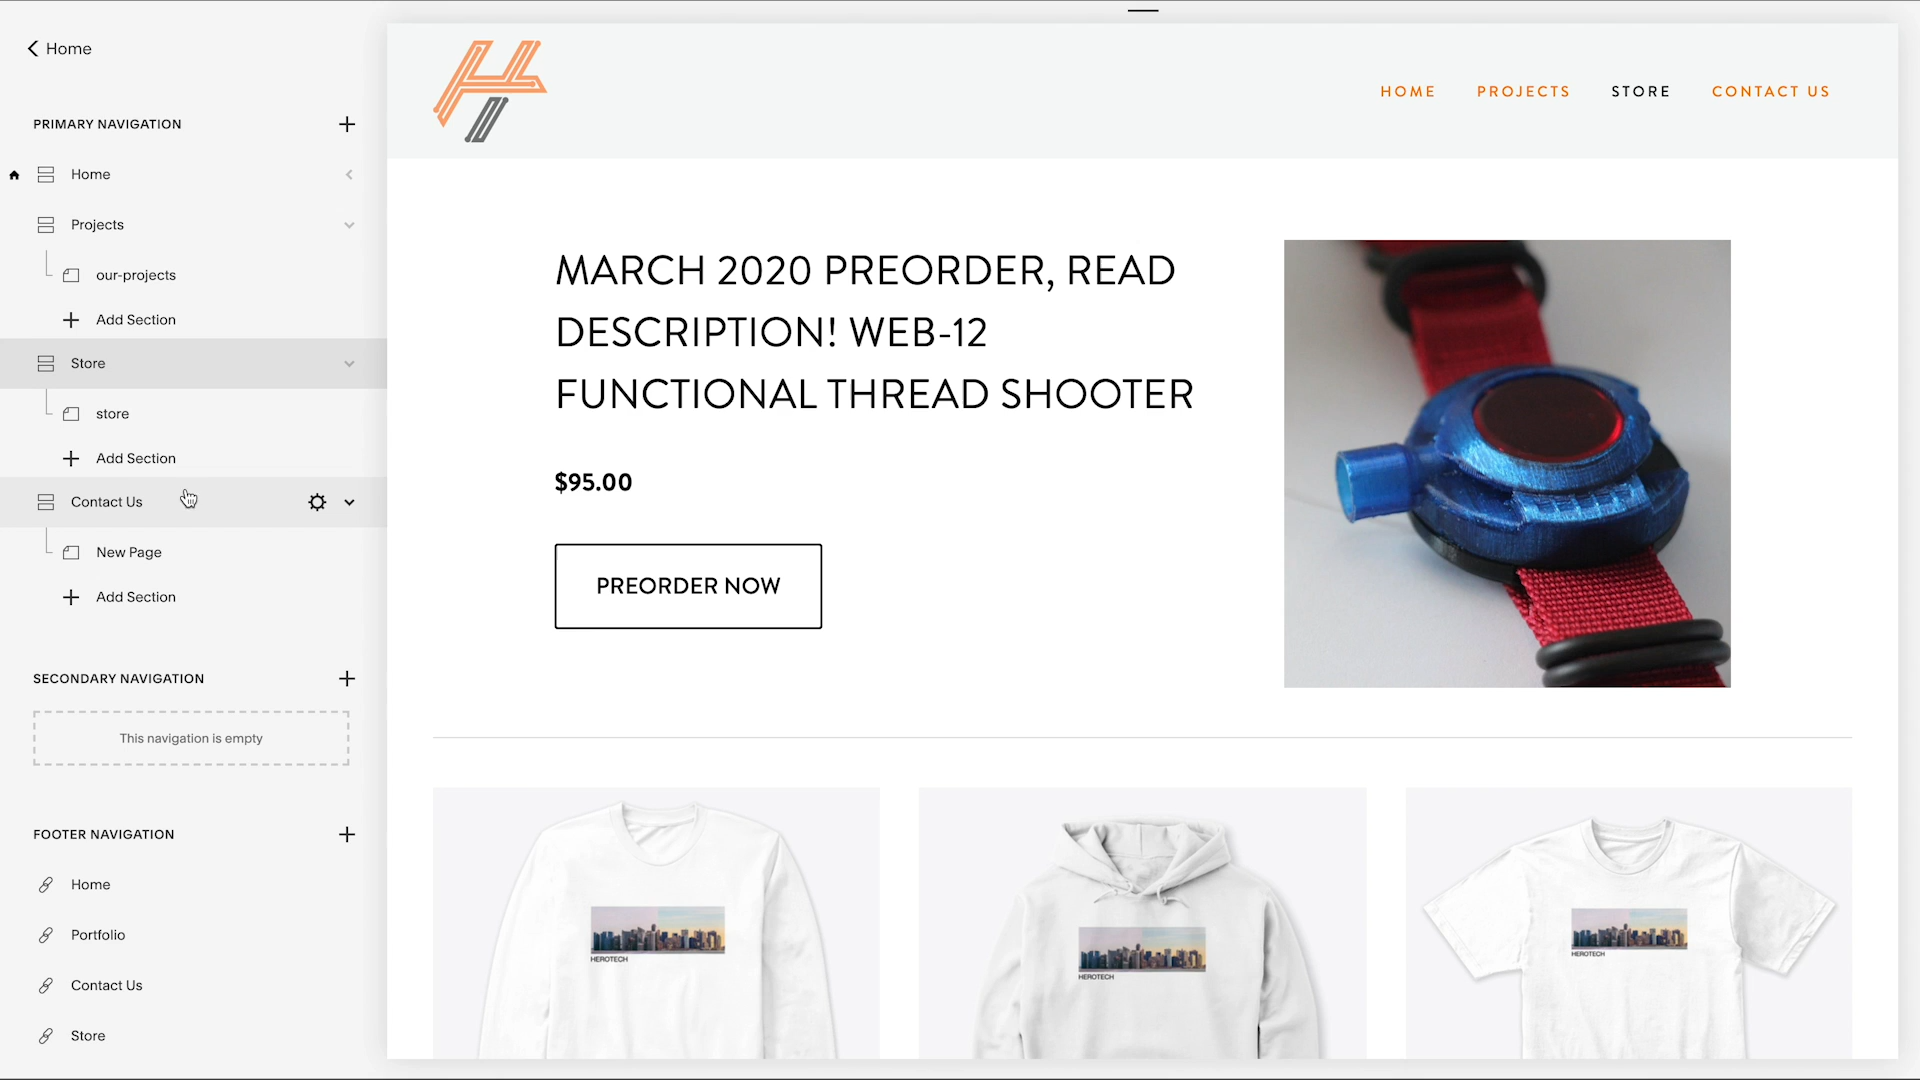 Home
PRIMARY NAVIGATION
Home
Projects
our-projects
Add Section
Store
store
Add Section
Contact Us
New Page
Add Section
SECONDARY NAVIGATION
This navigation is empty
FOOTER NAVIGATION
Home
Portfolio
Contact Us
Store
HOME PROJECTS STORE CONTACT US
MARCH 2020 PREORDER, READ
DESCRIPTION! WEB-12
FUNCTIONAL THREAD SHOOTER
$95.00
PREORDER NOW
HEROTECH
HEROTECH
HEROTECH